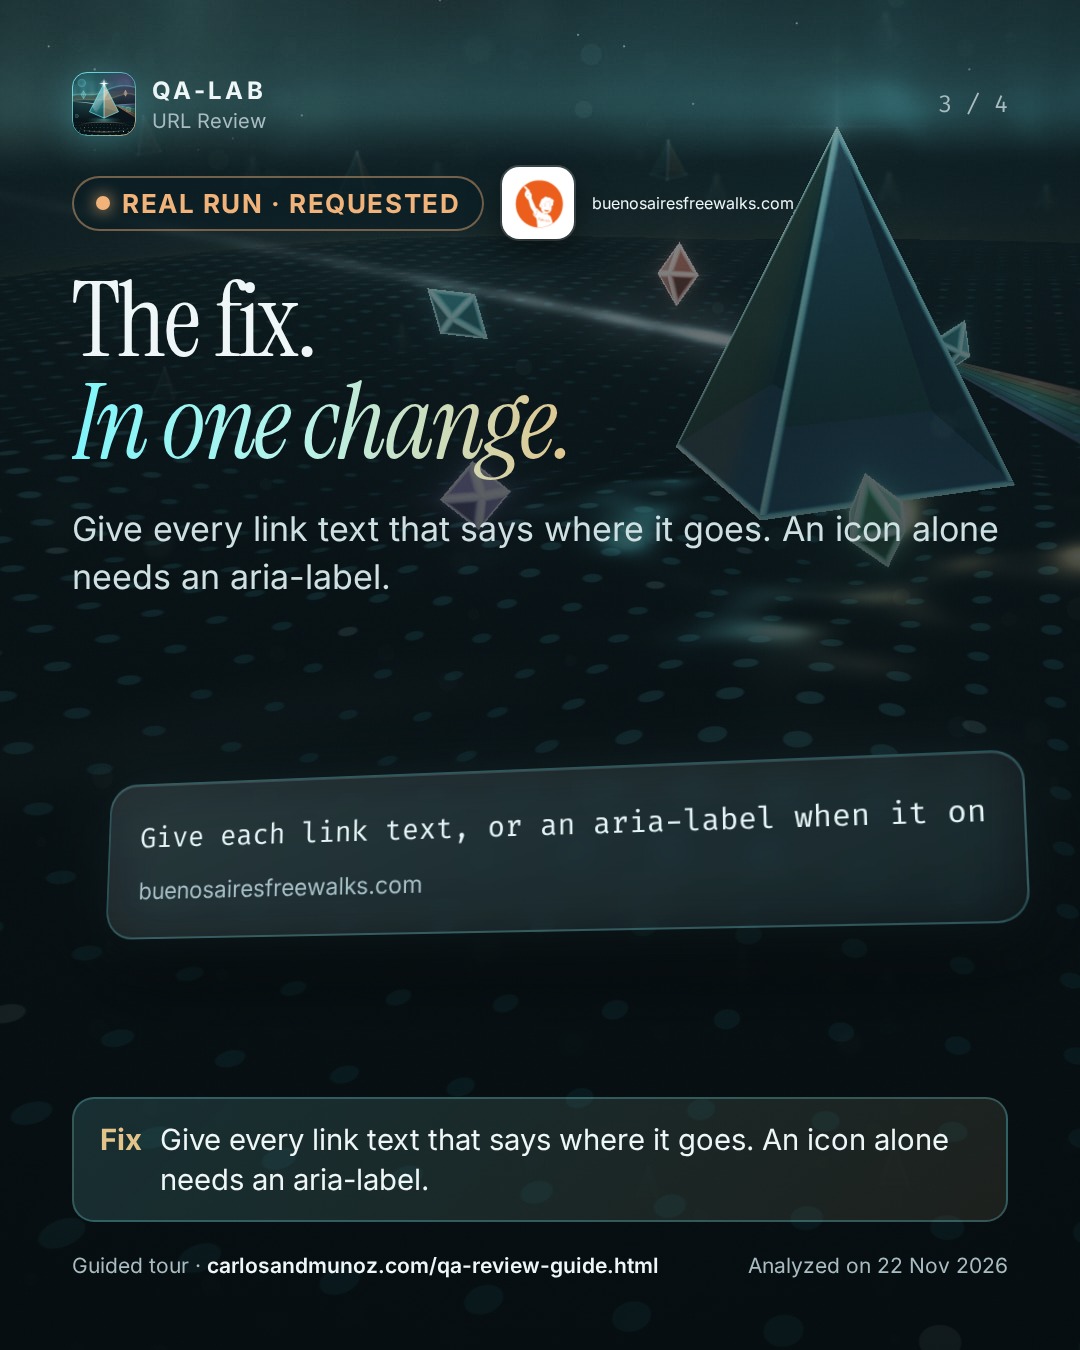 QA-LAB
URL Review
3 / 4
REAL RUN · REQUESTED
buenosairesfreewalks.com
The fix.
In one change.
Give every link text that says where it goes. An icon alone
needs an aria-label.
Give each link text, or an aria-label when it on
buenosairesfreewalks.com
Fix Give every link text that says where it goes. An icon alone
needs an aria-label.
Guided tour · carlosandmunoz.com/qa-review-guide.html
Analyzed on 22 Nov 2026